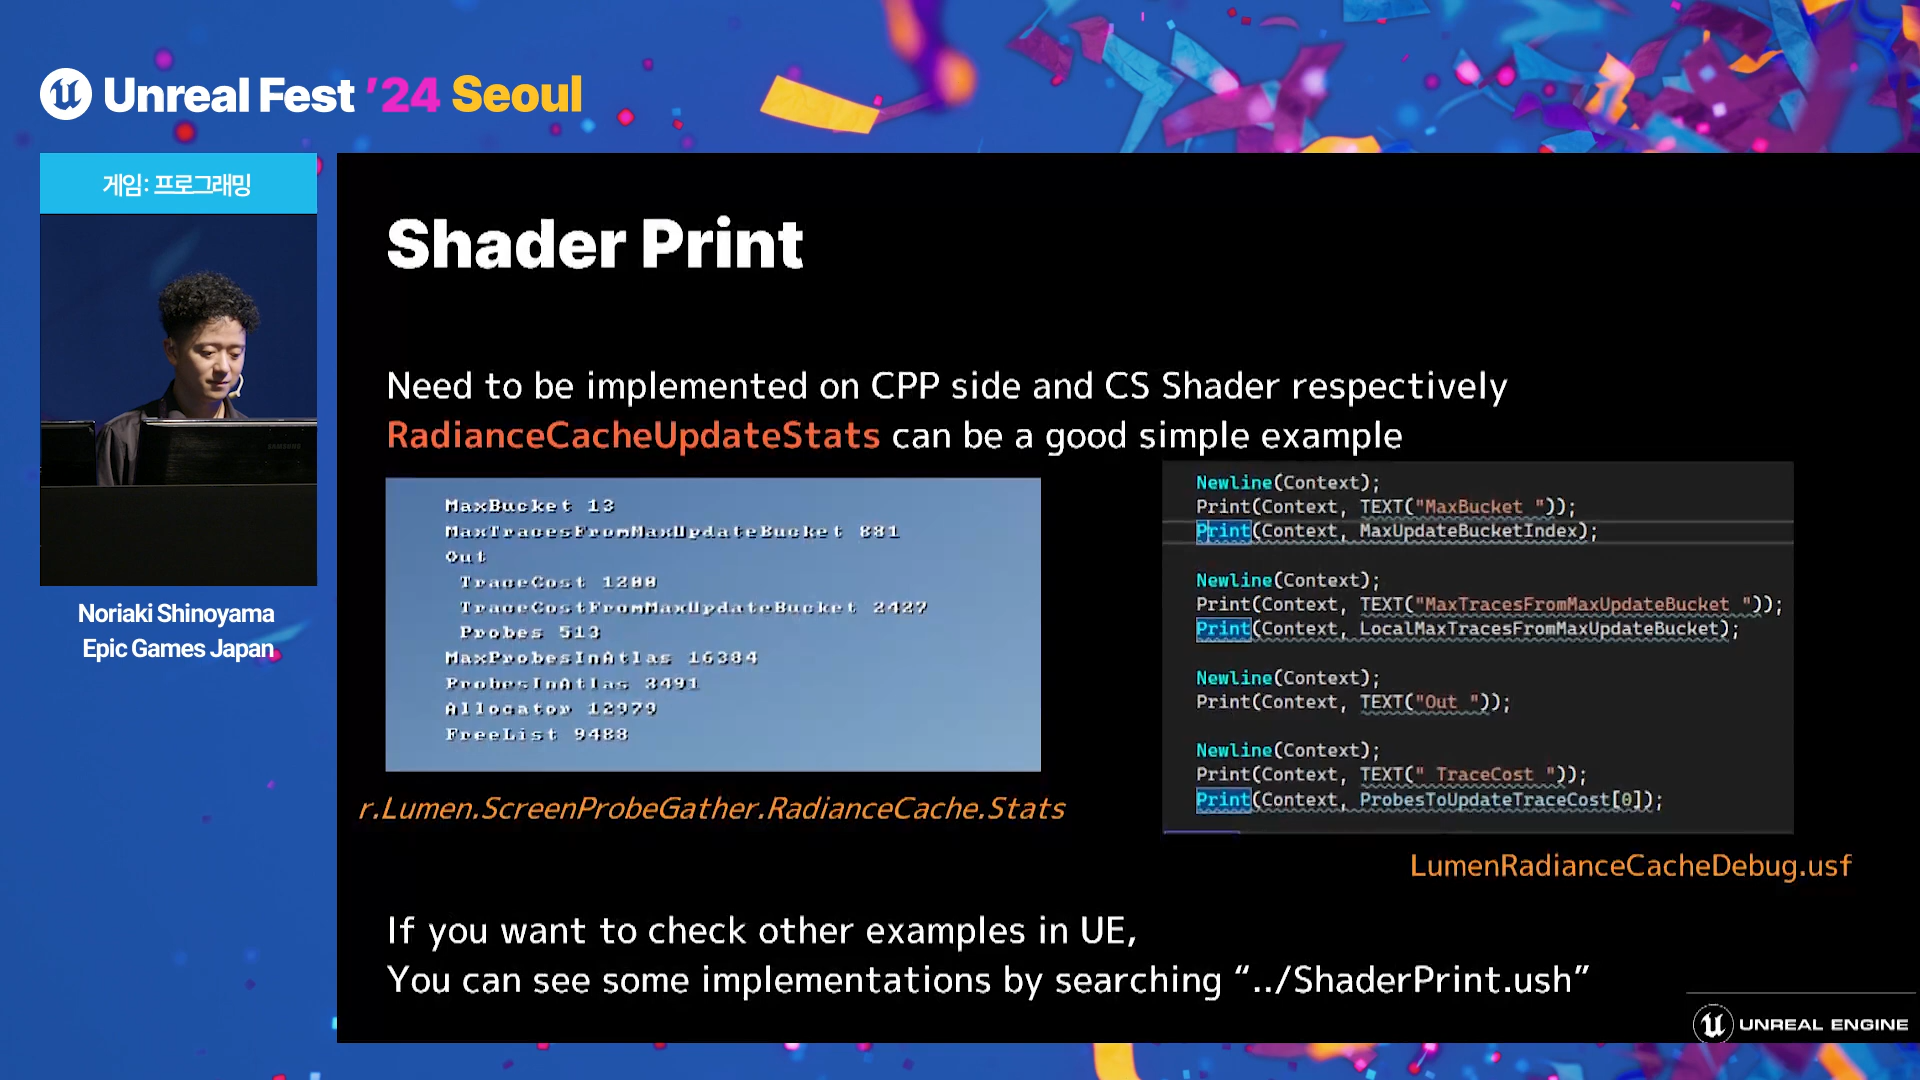 Unreal Fest ’24 Seoul
게임: 프로그래밍
SAMSUNG
Noriaki Shinoyama
Epic Games Japan
Shader Print
Need to be implemented on CPP side and CS Shader respectively
RadianceCacheUpdateStats can be a good simple example
MaxBucket 13
MaxTracesFromMaxUpdateBucket 881
Out
TraceCost 1200
TraceCostFromMaxUpdateBucket 2427
Probes 513
MaxProbesInAtlas 16384
ProbesInAtlas 3491
Allocator 12979
FreeList 9488
r.Lumen.ScreenProbeGather.RadianceCache.Stats
Newline(Context);
Print(Context, TEXT("MaxBucket "));
Print(Context, MaxUpdateBucketIndex);
Newline(Context);
Print(Context, TEXT("MaxTracesFromMaxUpdateBucket "));
Print(Context, LocalMaxTracesFromMaxUpdateBucket);
Newline(Context);
Print(Context, TEXT("Out "));
Newline(Context);
Print(Context, TEXT(" TraceCost "));
Print(Context, ProbesToUpdateTraceCost[0]);
LumenRadianceCacheDebug.usf
If you want to check other examples in UE,
You can see some implementations by searching “../ShaderPrint.ush”
UNREAL ENGINE